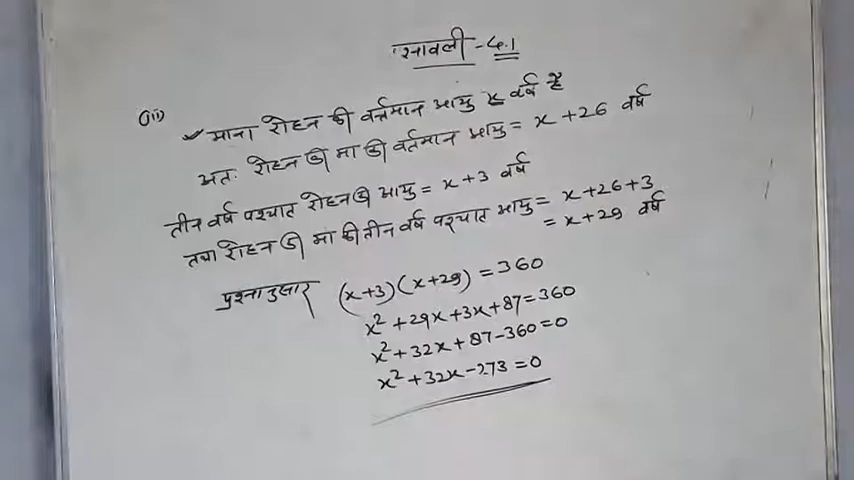 श्नावली - 4.1
(iii)
माना रोहन की वर्तमान आयु x वर्ष है
अतः रोहन की मा की वर्तमान आयु = x + 26 वर्ष
तीन वर्ष पश्चात रोहन की आयु = x + 3 वर्ष
तथा रोहन की मां की तीन वर्ष पश्चात आयु = x + 26 + 3
= x + 29 वर्ष
प्रश्नानुसार (x+3)(x+29) = 360
x² + 29x + 3x + 87 = 360
x² + 32x + 87 - 360 = 0
x² + 32x - 273 = 0